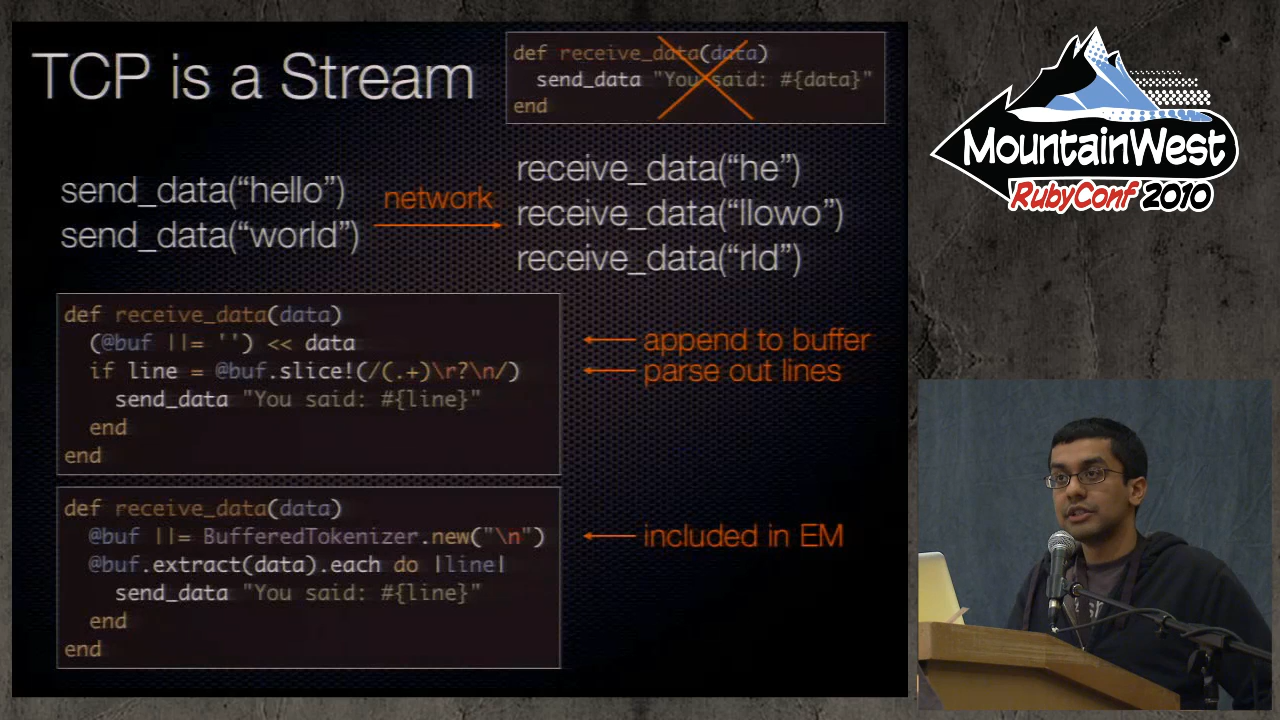 TCP is a Stream
def receive_data(data)
  send_data "You said: #{data}"
end
send_data(“hello”)
send_data(“world”)
network
receive_data(“he”)
receive_data(“llowo”)
receive_data(“rld”)
def receive_data(data)
  (@buf ||= '') << data
  if line = @buf.slice!(/(.+)\r?\n/)
    send_data "You said: #{line}"
  end
end
append to buffer
parse out lines
def receive_data(data)
  @buf ||= BufferedTokenizer.new("\n")
  @buf.extract(data).each do |line|
    send_data "You said: #{line}"
  end
end
included in EM
MountainWest
RubyConf 2010